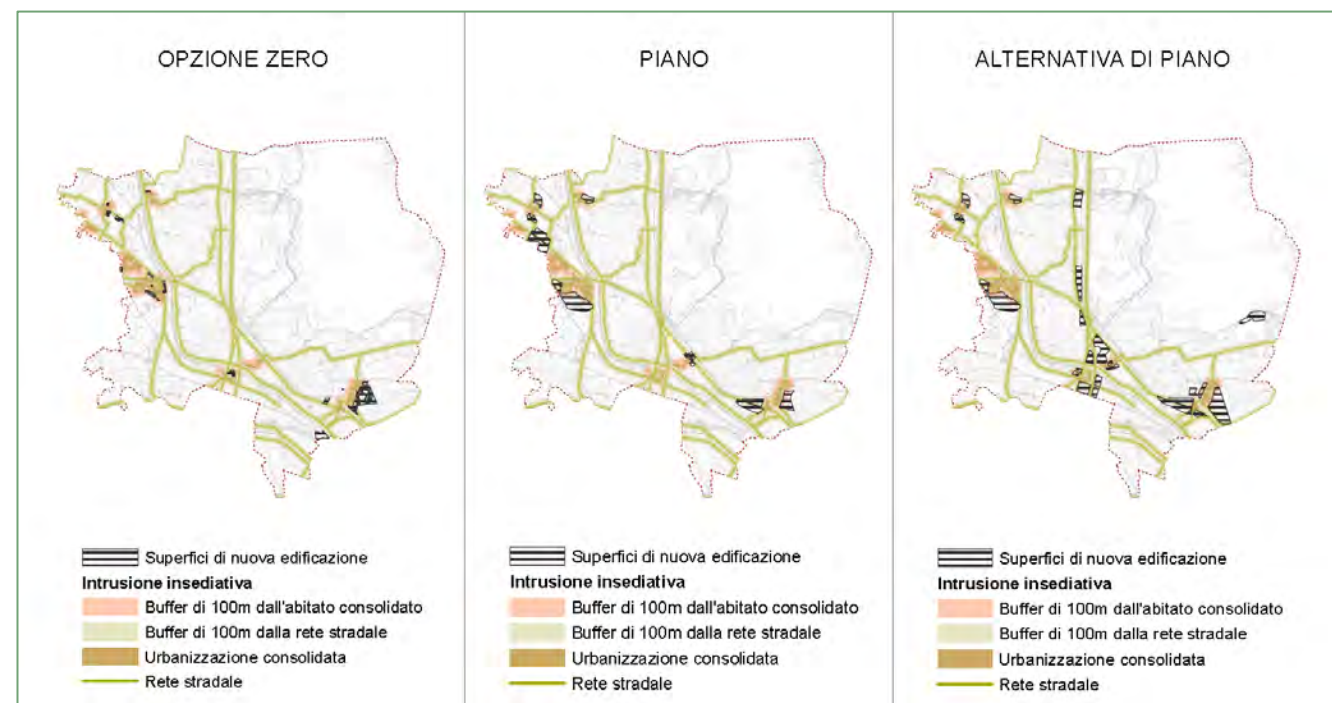 OPZIONE ZERO
Superfici di nuova edificazione
Intrusione insediativa
Buffer di 100m dall'abitato consolidato
Buffer di 100m dalla rete stradale
Urbanizzazione consolidata
Rete stradale
PIANO
Superfici di nuova edificazione
Intrusione insediativa
Buffer di 100m dall'abitato consolidato
Buffer di 100m dalla rete stradale
Urbanizzazione consolidata
Rete stradale
ALTERNATIVA DI PIANO
Superfici di nuova edificazione
Intrusione insediativa
Buffer di 100m dall'abitato consolidato
Buffer di 100m dalla rete stradale
Urbanizzazione consolidata
Rete stradale